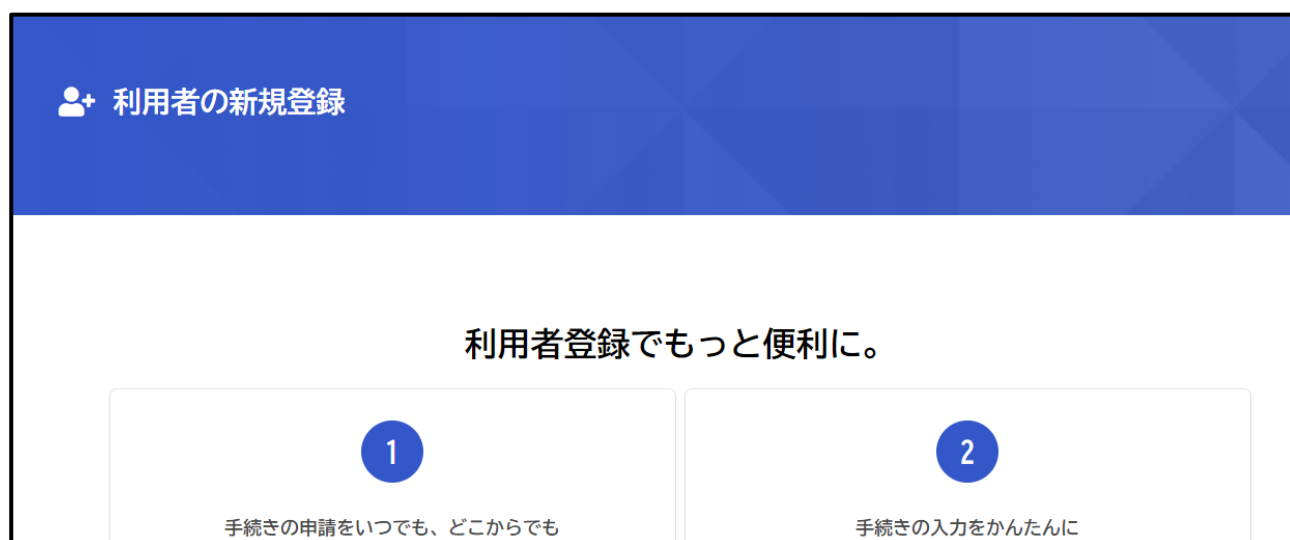 利用者の新規登録
利用者登録でもっと便利に。
1
手続きの申請をいつでも、どこからでも
2
手続きの入力をかんたんに